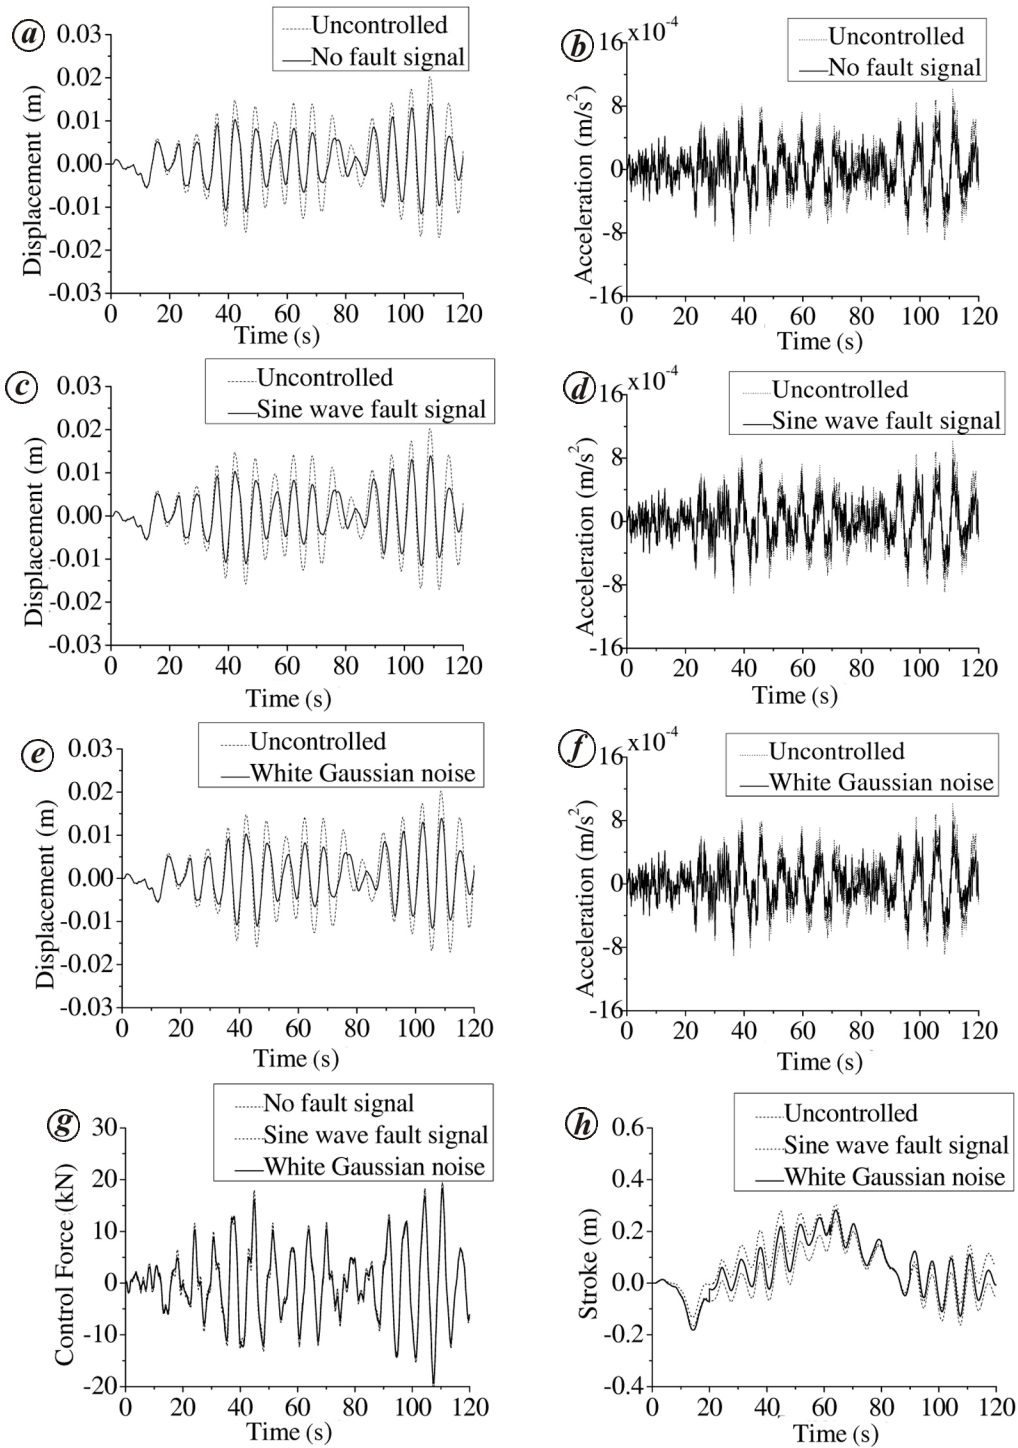 a
Uncontrolled
No fault signal
0.03
0.02
0.01
0.00
-0.01
-0.02
-0.03
Displacement (m)
0 20 40 60 80 100 120
Time (s)
b
Uncontrolled
No fault signal
x10-4
16
8
0
-8
-16
Acceleration (m/s2)
0 20 40 60 80 100 120
Time (s)
c
Uncontrolled
Sine wave fault signal
0.03
0.02
0.01
0.00
-0.01
-0.02
-0.03
Displacement (m)
0 20 40 60 80 100 120
Time (s)
d
Uncontrolled
Sine wave fault signal
x10-4
16
8
0
-8
-16
Acceleration (m/s2)
0 20 40 60 80 100 120
Time (s)
e
Uncontrolled
White Gaussian noise
0.03
0.02
0.01
0.00
-0.01
-0.02
-0.03
Displacement (m)
0 20 40 60 80 100 120
Time (s)
f
Uncontrolled
White Gaussian noise
x10-4
16
8
0
-8
-16
Acceleration (m/s2)
0 20 40 60 80 100 120
Time (s)
g
No fault signal
Sine wave fault signal
White Gaussian noise
30
20
10
0
-10
-20
Control Force (kN)
0 20 40 60 80 100 120
Time (s)
h
Uncontrolled
Sine wave fault signal
White Gaussian noise
0.6
0.4
0.2
0.0
-0.2
-0.4
Stroke (m)
0 20 40 60 80 100 120
Time (s)